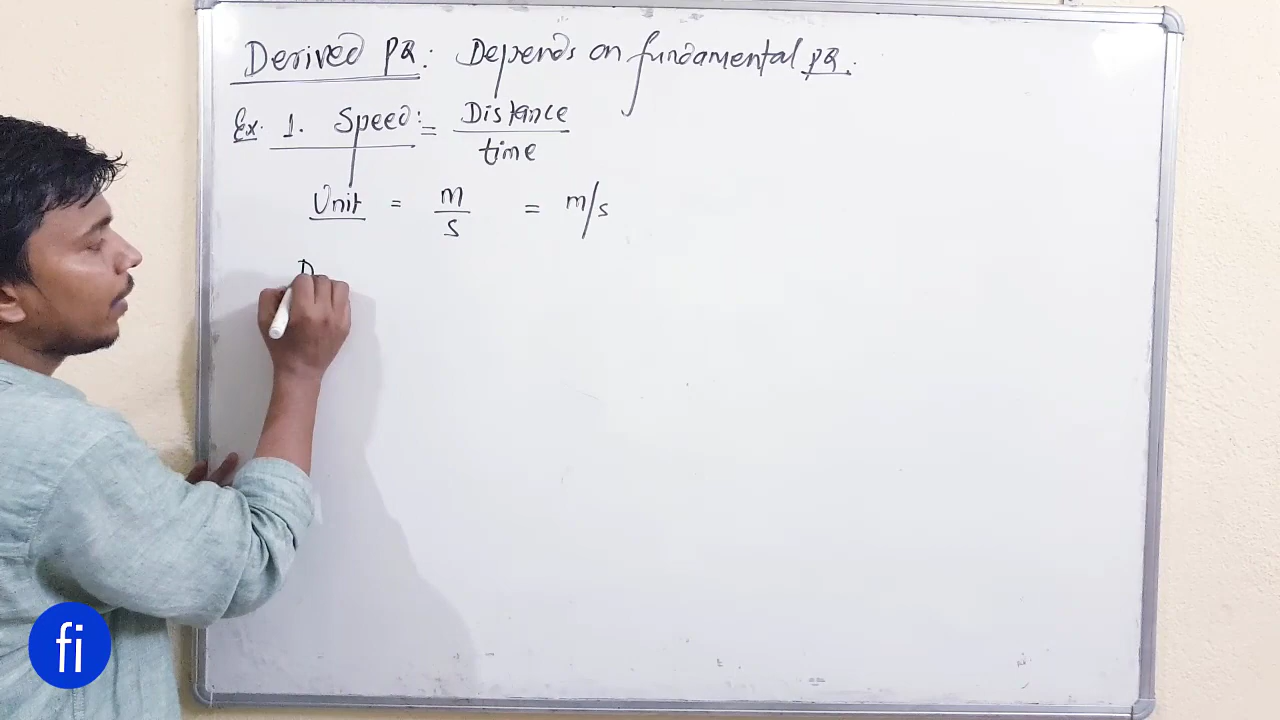 Derived PQ: Depends on fundamental PQ.
Ex. 1. Speed: = Distance / time
Unit = m / s = m/s
D
fi